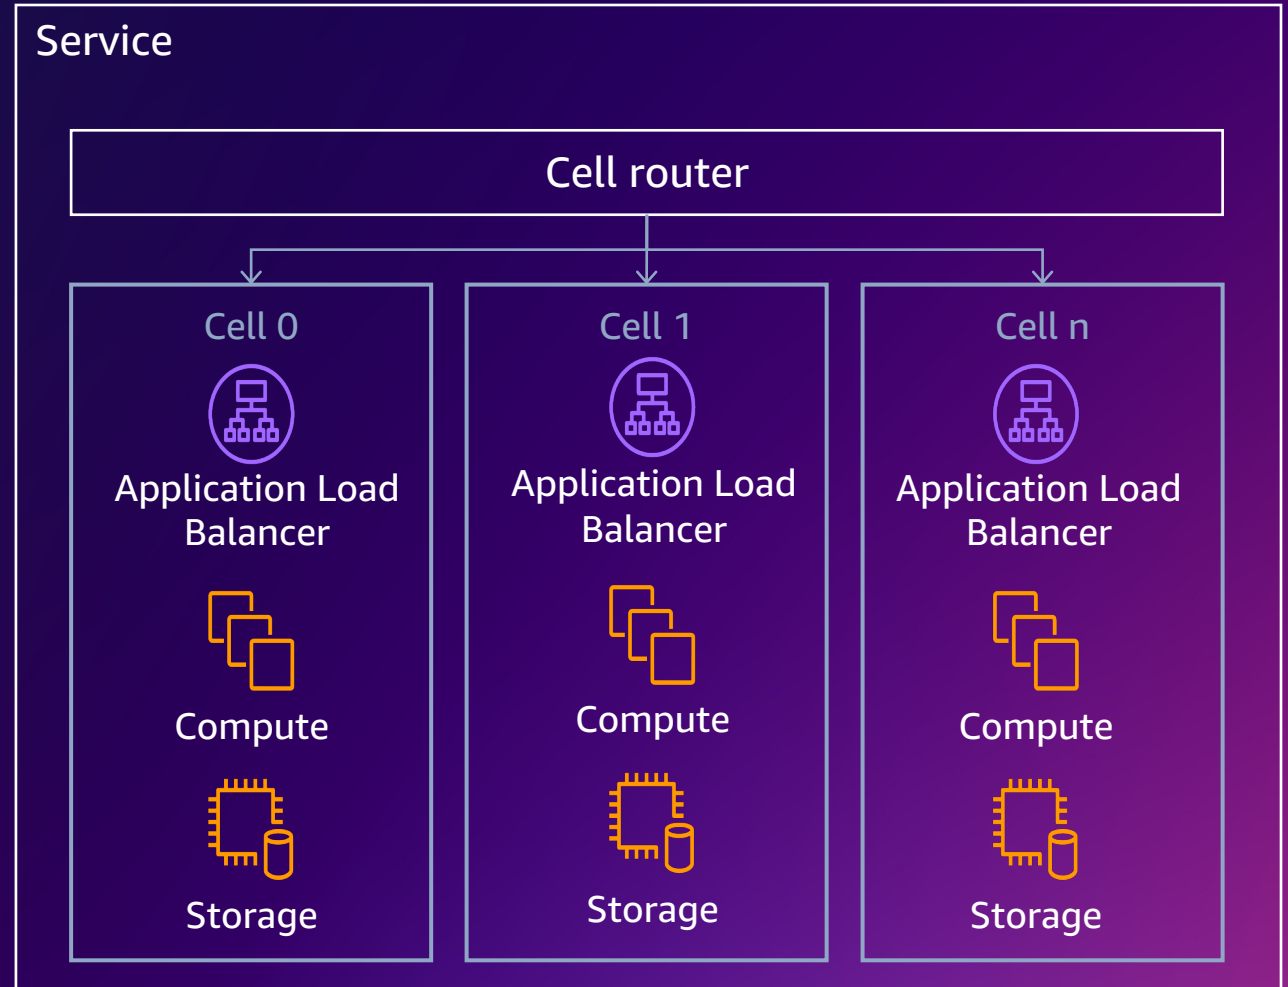 Service
Cell router
Cell 0
Application Load
Balancer
Compute
Storage
Cell 1
Application Load
Balancer
Compute
Storage
Cell n
Application Load
Balancer
Compute
Storage